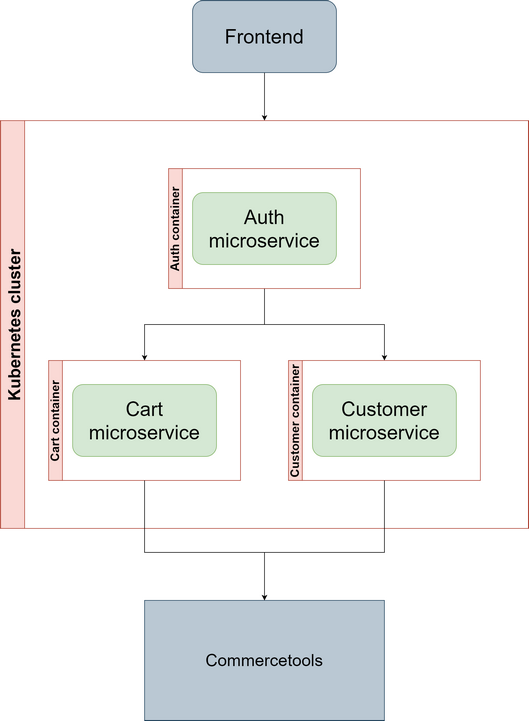 Frontend
Kubernetes cluster
Auth container
Auth
microservice
Cart container
Cart
microservice
Customer container
Customer
microservice
Commercetools